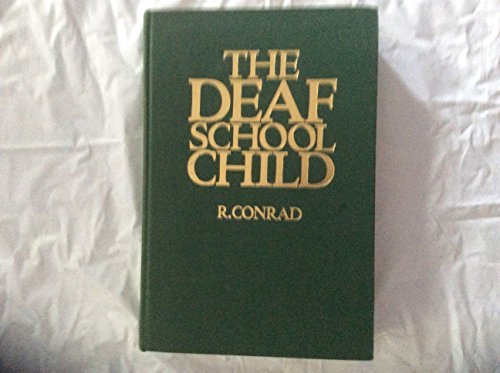 THE
DEAF
SCHOOL
CHILD
R.CONRAD